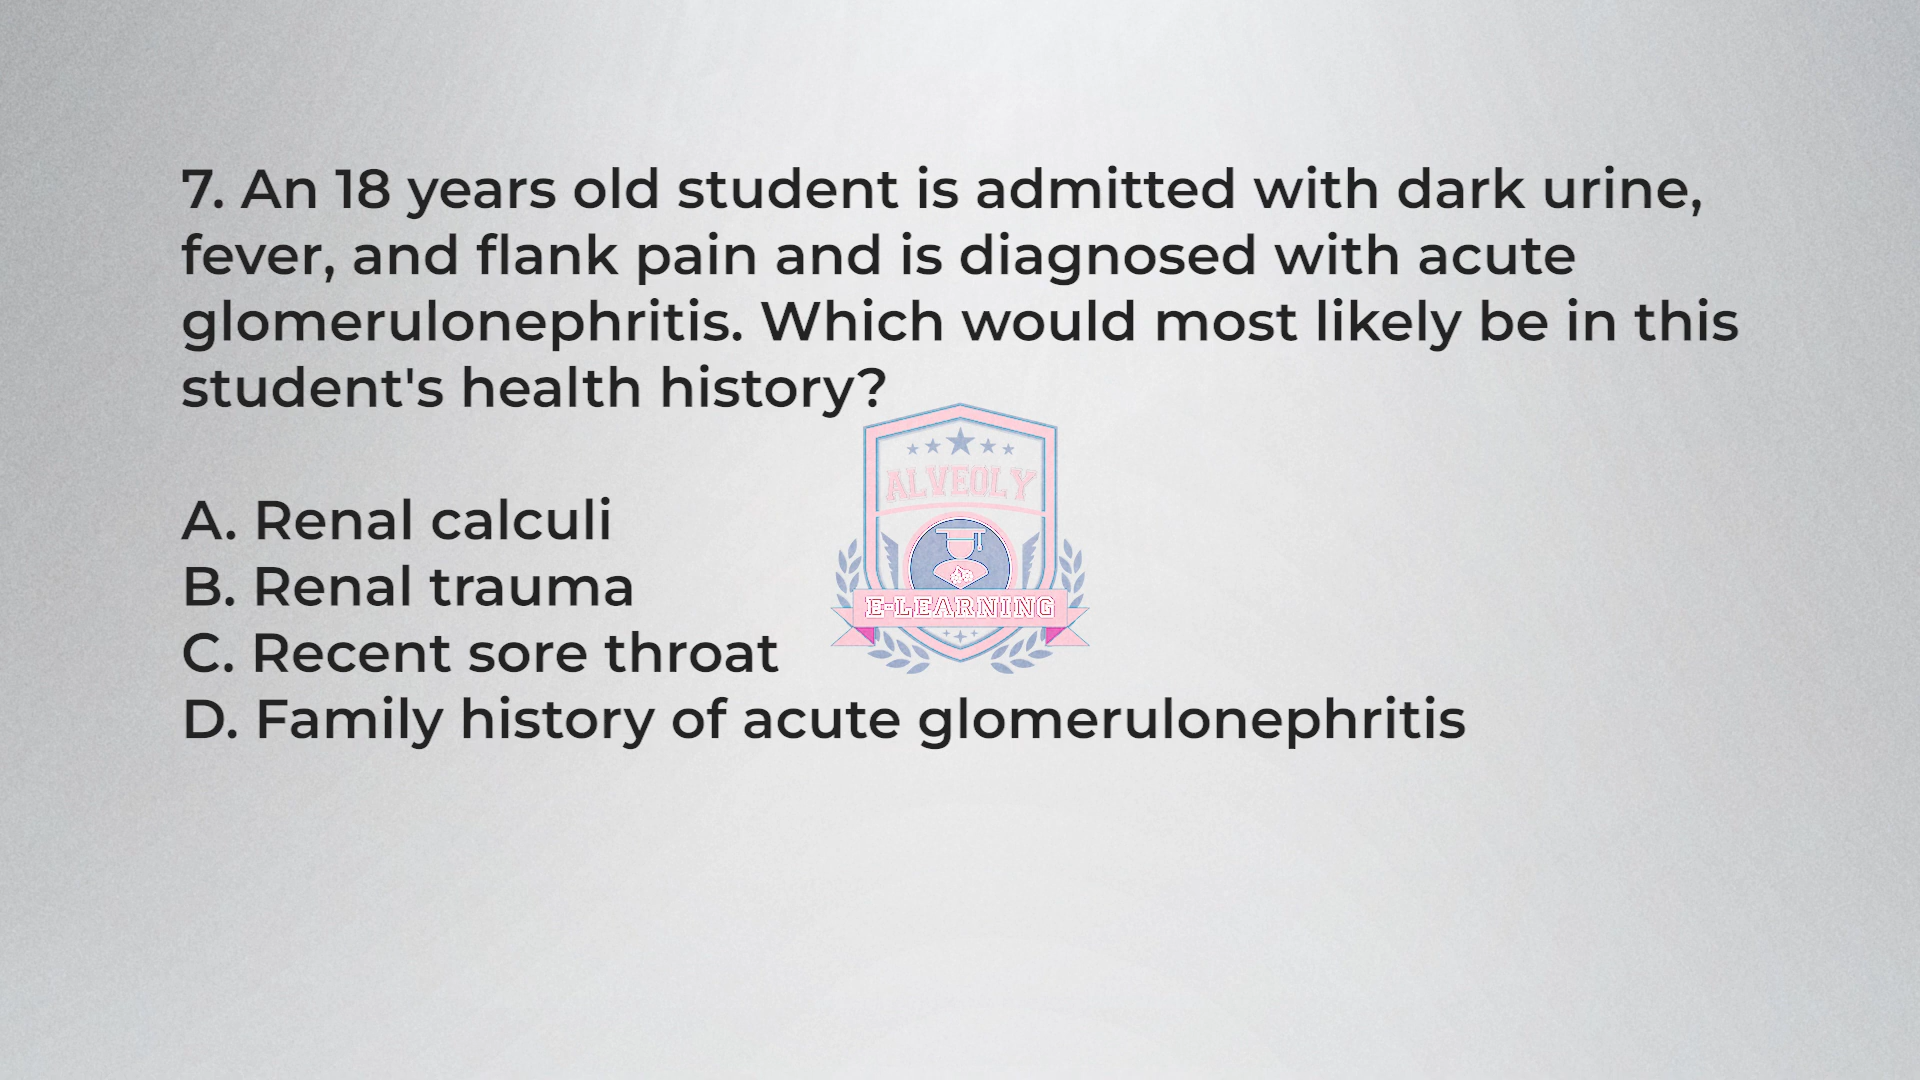 7. An 18 years old student is admitted with dark urine,
fever, and flank pain and is diagnosed with acute
glomerulonephritis. Which would most likely be in this
student's health history?
ALVEOLY
E-LEARNING
A. Renal calculi
B. Renal trauma
C. Recent sore throat
D. Family history of acute glomerulonephritis